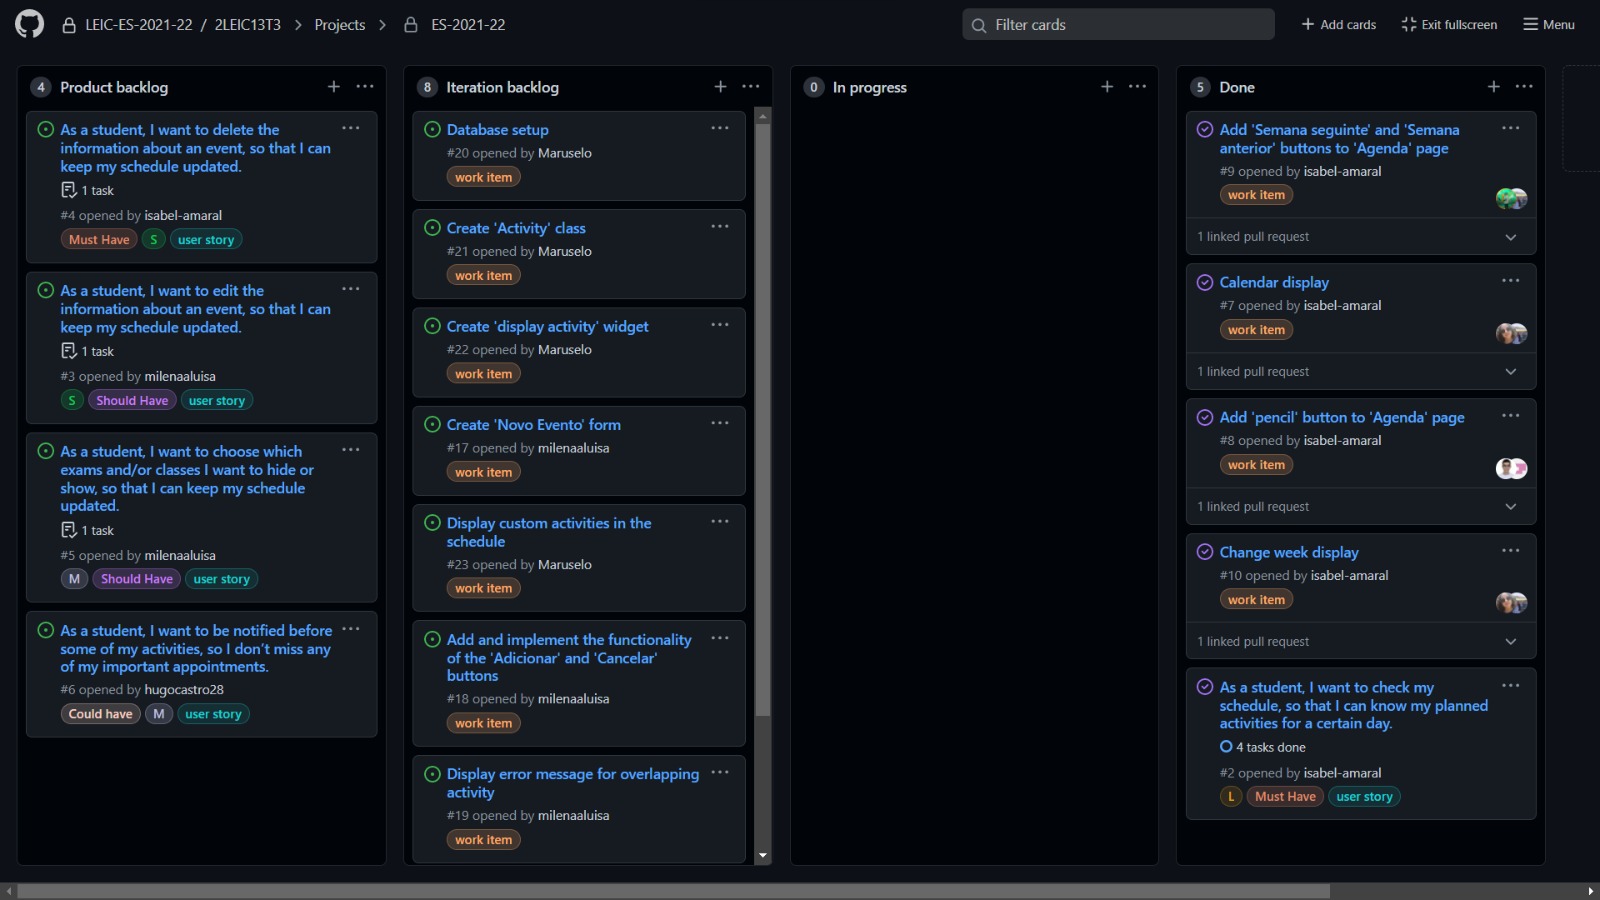 LEIC-ES-2021-22 / 2LEIC13T3 > Projects > ES-2021-22
Filter cards
+ Add cards
Exit fullscreen
Menu
4 Product backlog
As a student, I want to delete the
information about an event, so that I can
keep my schedule updated.
1 task
#4 opened by isabel-amaral
Must Have S user story
As a student, I want to edit the
information about an event, so that I can
keep my schedule updated.
1 task
#3 opened by milenaaluisa
S Should Have user story
As a student, I want to choose which
exams and/or classes I want to hide or
show, so that I can keep my schedule
updated.
1 task
#5 opened by milenaaluisa
M Should Have user story
As a student, I want to be notified before
some of my activities, so I don't miss any
of my important appointments.
#6 opened by hugocastro28
Could have M user story
8 Iteration backlog
Database setup
#20 opened by Maruselo
work item
Create 'Activity' class
#21 opened by Maruselo
work item
Create 'display activity' widget
#22 opened by Maruselo
work item
Create 'Novo Evento' form
#17 opened by milenaaluisa
work item
Display custom activities in the
schedule
#23 opened by Maruselo
work item
Add and implement the functionality
of the 'Adicionar' and 'Cancelar'
buttons
#18 opened by milenaaluisa
work item
Display error message for overlapping
activity
#19 opened by milenaaluisa
work item
0 In progress
5 Done
Add 'Semana seguinte' and 'Semana
anterior' buttons to 'Agenda' page
#9 opened by isabel-amaral
work item
1 linked pull request
Calendar display
#7 opened by isabel-amaral
work item
1 linked pull request
Add 'pencil' button to 'Agenda' page
#8 opened by isabel-amaral
work item
1 linked pull request
Change week display
#10 opened by isabel-amaral
work item
1 linked pull request
As a student, I want to check my
schedule, so that I can know my planned
activities for a certain day.
4 tasks done
#2 opened by isabel-amaral
L Must Have user story